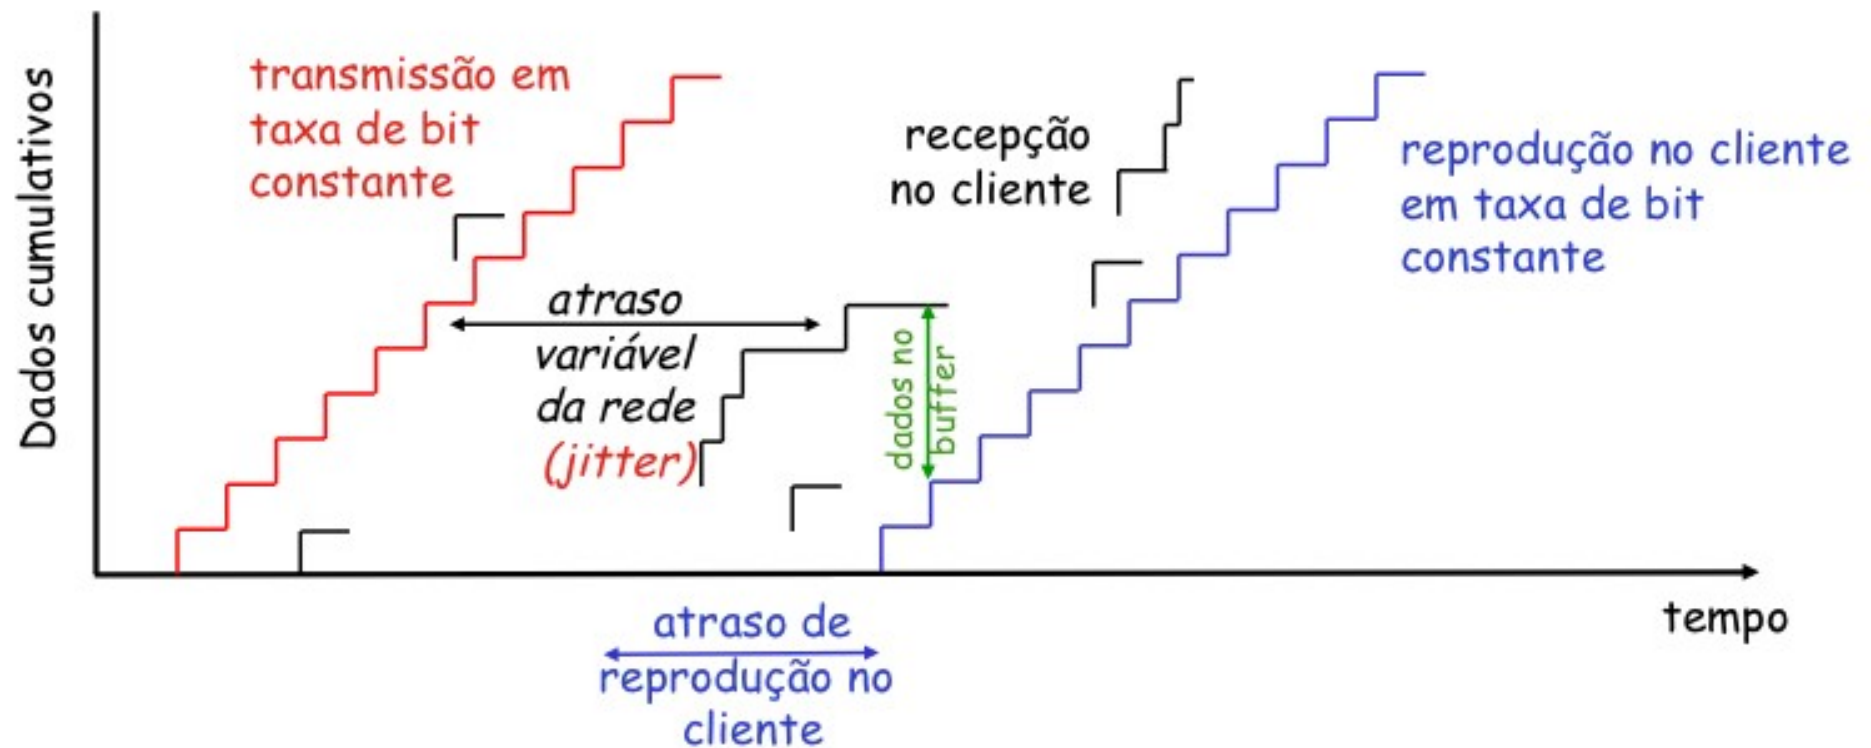 Dados cumulativos
transmissão em
taxa de bit
constante
recepção
no cliente
reprodução no cliente
em taxa de bit
constante
atraso
variável
da rede
(jitter)
dados no
buffer
tempo
atraso de
reprodução no
cliente